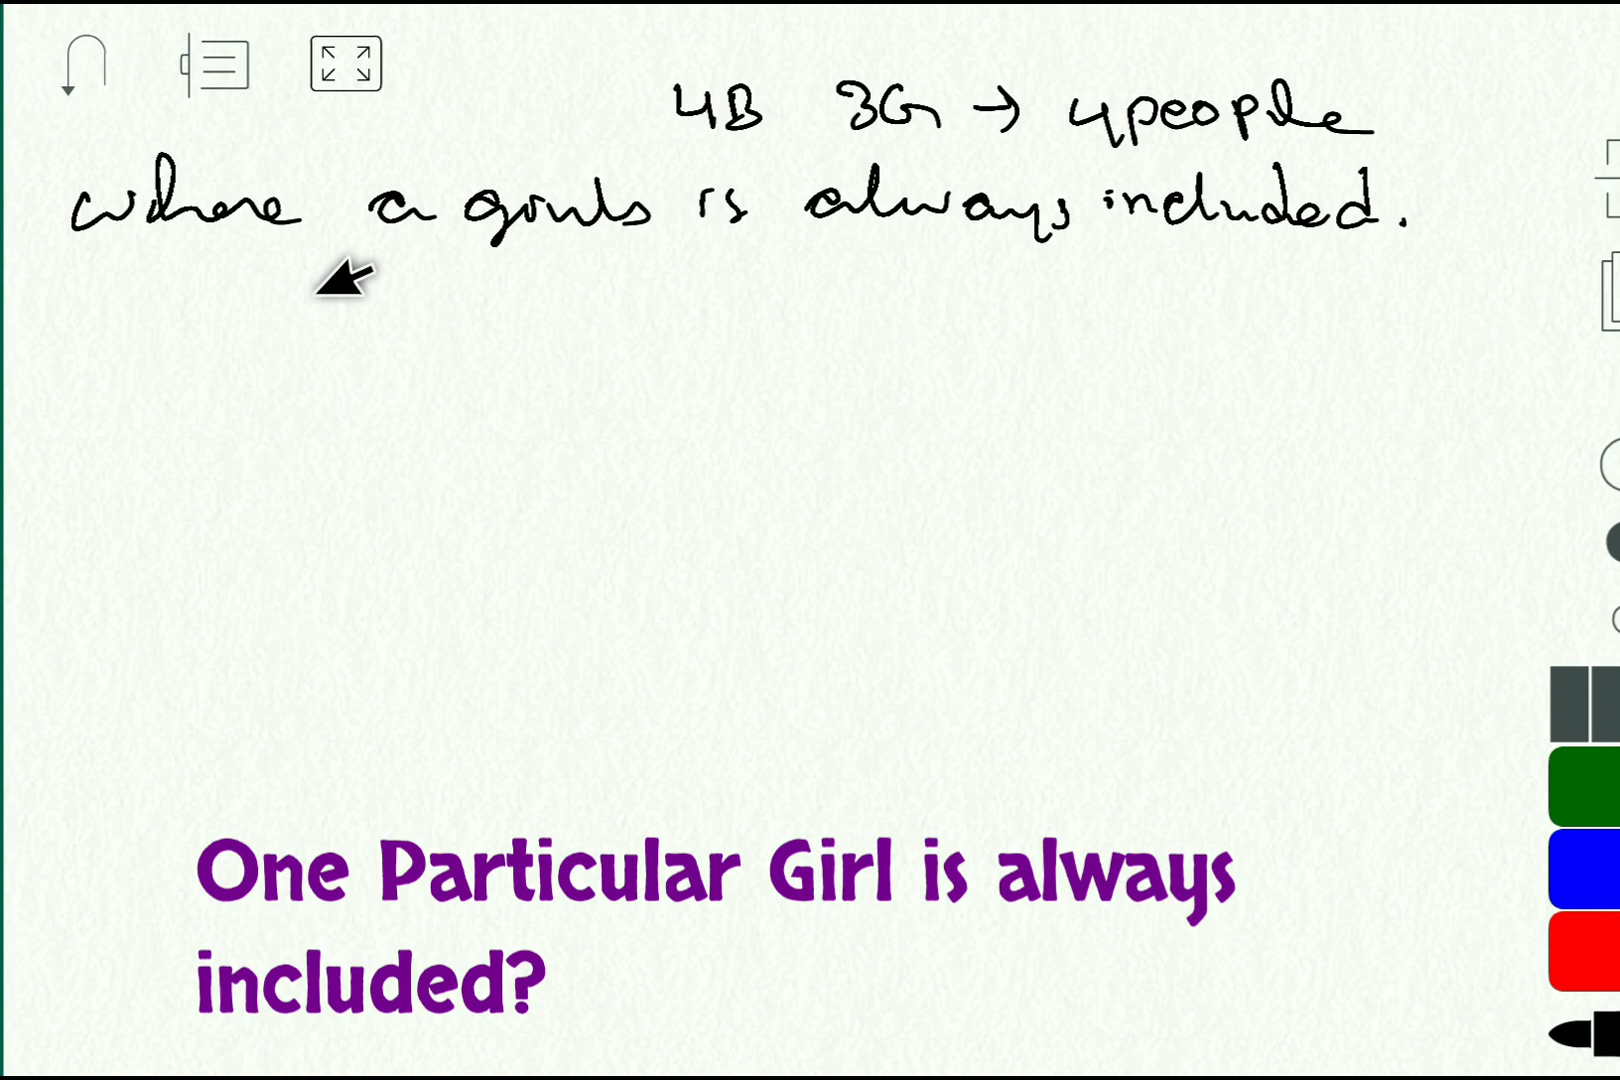 4B 3G → 4people
where a girls is always included.
One Particular Girl is always
included?